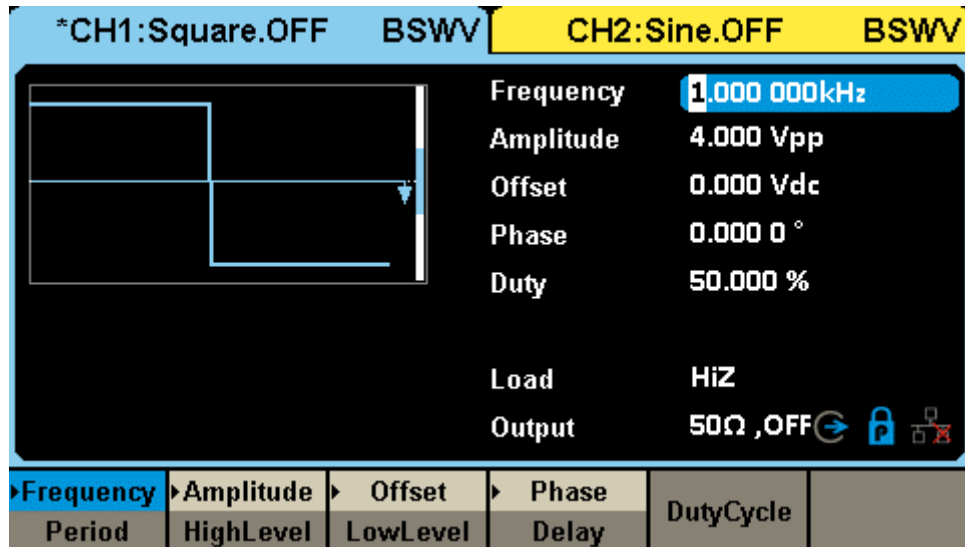 *CH1:Square.OFF BSWV CH2:Sine.OFF BSWV
Frequency 1.000 000kHz
Amplitude 4.000 Vpp
Offset 0.000 Vdc
Phase 0.000 0 °
Duty 50.000 %
Load HiZ
Output 50Ω ,OFF P
Frequency Amplitude Offset Phase DutyCycle
Period HighLevel LowLevel Delay